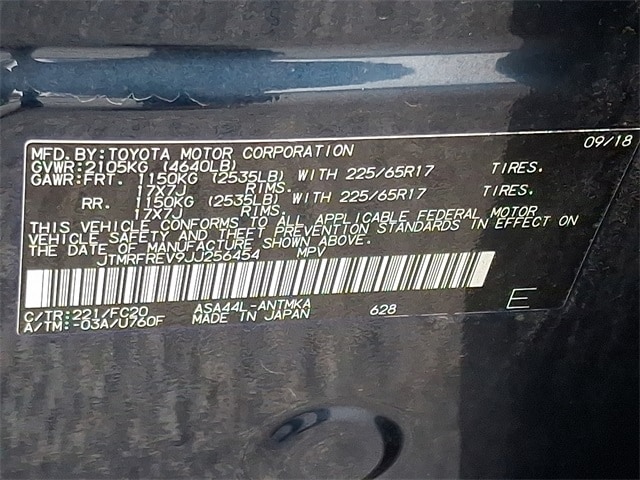 09/18
MFD. BY: TOYOTA MOTOR CORPORATION
GVWR: 2105KG (4640LB)
GAWR: FRT. 1150KG (2535LB) WITH 225/65R17 TIRES.
17X7J RIMS.
RR. 1150KG (2535LB) WITH 225/65R17 TIRES.
17X7J RIMS.
THIS VEHICLE CONFORMS TO ALL APPLICABLE FEDERAL MOTOR
VEHICLE SAFETY AND THEFT PREVENTION STANDARDS IN EFFECT ON
THE DATE OF MANUFACTURE SHOWN ABOVE.
JTMRFREV9JJ256454 MPV
C/TR: 221/FC20 ASA44L-ANTMKA 628 E
A/TM: -03A/U760F MADE IN JAPAN